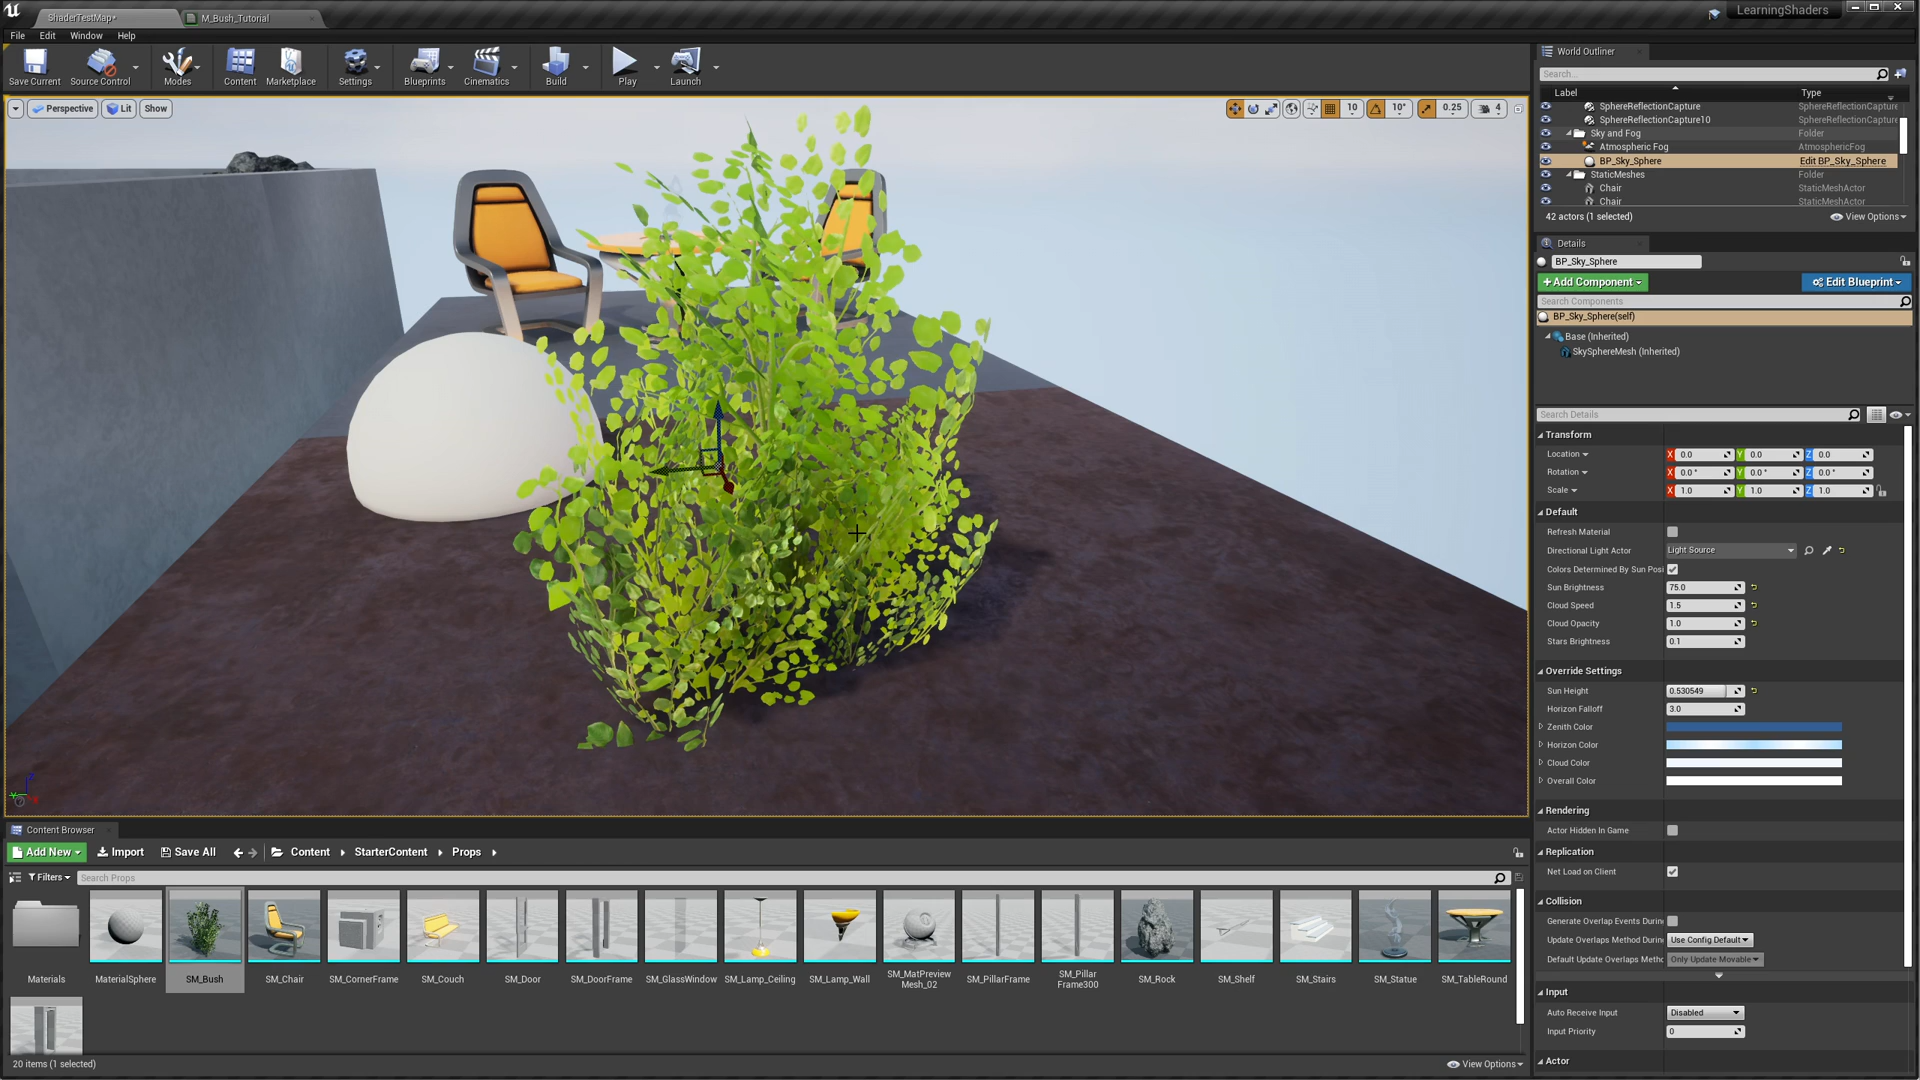 ShaderTestMap*
M_Bush_Tutorial
LearningShaders
File Edit Window Help
Save Current Source Control Modes Content Marketplace Settings Blueprints Cinematics Build Play Launch
Perspective Lit Show
10 10° 0.25 4
World Outliner
Search...
Label Type
SphereReflectionCapture SphereReflectionCapture
SphereReflectionCapture10 SphereReflectionCapture
Sky and Fog Folder
Atmospheric Fog AtmosphericFog
BP_Sky_Sphere Edit BP_Sky_Sphere
StaticMeshes Folder
Chair StaticMeshActor
Chair StaticMeshActor
42 actors (1 selected) View Options
Details
BP_Sky_Sphere
+Add Component Edit Blueprint
Search Components
BP_Sky_Sphere(self)
Base (Inherited)
SkySphereMesh (Inherited)
Search Details
Transform
Location X 0.0 Y 0.0 Z 0.0
Rotation X 0.0 ° Y 0.0 ° Z 0.0 °
Scale X 1.0 Y 1.0 Z 1.0
Default
Refresh Material
Directional Light Actor Light Source
Colors Determined By Sun Posi
Sun Brightness 75.0
Cloud Speed 1.5
Cloud Opacity 1.0
Stars Brightness 0.1
Override Settings
Sun Height 0.530549
Horizon Falloff 3.0
Zenith Color
Horizon Color
Cloud Color
Overall Color
Rendering
Actor Hidden In Game
Replication
Net Load on Client
Collision
Generate Overlap Events Durin
Update Overlaps Method Durin Use Config Default
Default Update Overlaps Metho Only Update Movable
Input
Auto Receive Input Disabled
Input Priority 0
Actor
Content Browser
Add New Import Save All Content StarterContent Props
Filters Search Props
Materials MaterialSphere SM_Bush SM_Chair SM_CornerFrame SM_Couch SM_Door SM_DoorFrame SM_GlassWindow SM_Lamp_Ceiling SM_Lamp_Wall SM_MatPreview SM_PillarFrame SM_Pillar SM_Rock SM_Shelf SM_Stairs SM_Statue SM_TableRound
Mesh_02 Frame300
20 items (1 selected) View Options